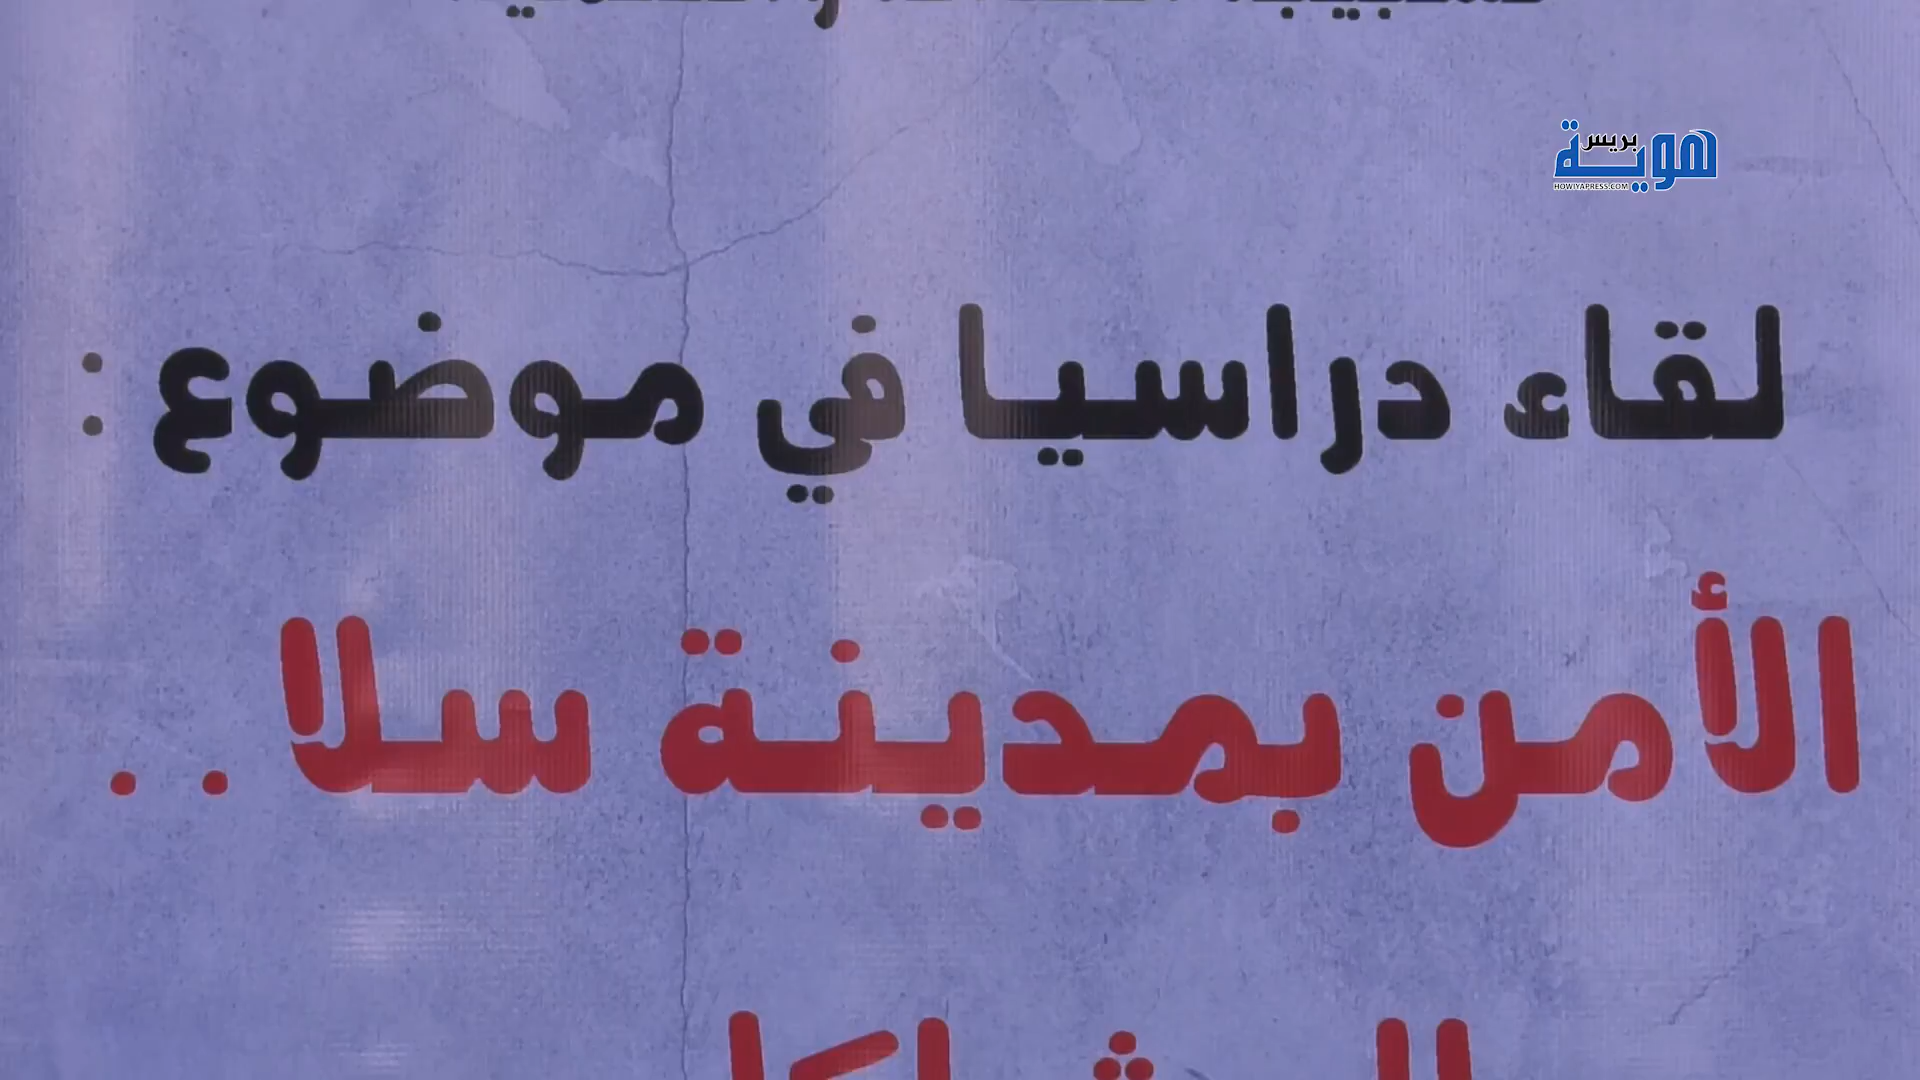 هوية بريس
HOWIYAPRESS.COM
لقاء دراسيا في موضوع :
الأمن بمدينة سلا . .